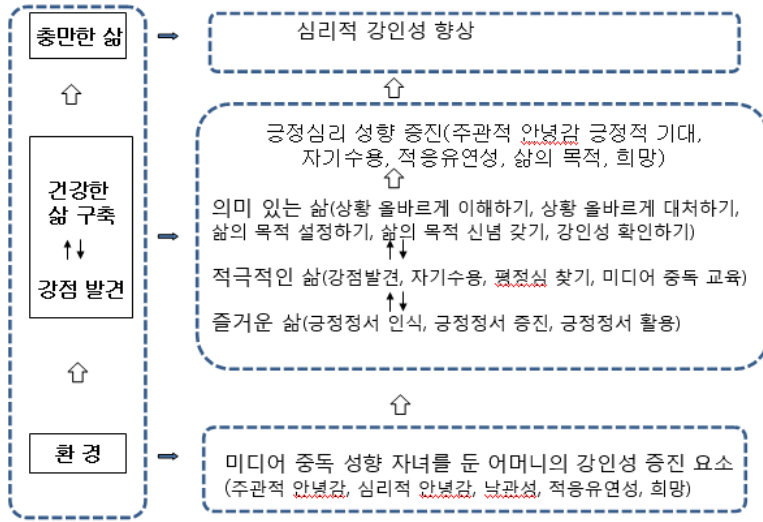 충만한 삶
심리적 강인성 향상
긍정심리 성향 증진(주관적 안녕감 긍정적 기대,
자기수용, 적응유연성, 삶의 목적, 희망)
건강한
삶 구축
강점 발견
의미 있는 삶(상황 올바르게 이해하기, 상황 올바르게 대처하기,
삶의 목적 설정하기, 삶의 목적 신념 갖기, 강인성 확인하기)
적극적인 삶(강점발견, 자기수용, 평정심 찾기, 미디어 중독 교육)
즐거운 삶(긍정정서 인식, 긍정정서 증진, 긍정정서 활용)
환 경
미디어 중독 성향 자녀를 둔 어머니의 강인성 증진 요소
(주관적 안녕감, 심리적 안녕감, 낙관성, 적응유연성, 희망)